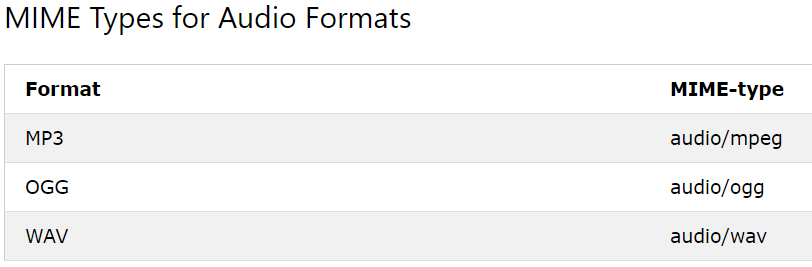 MIME Types for Audio Formats
Format MIME-type
MP3 audio/mpeg
OGG audio/ogg
WAV audio/wav